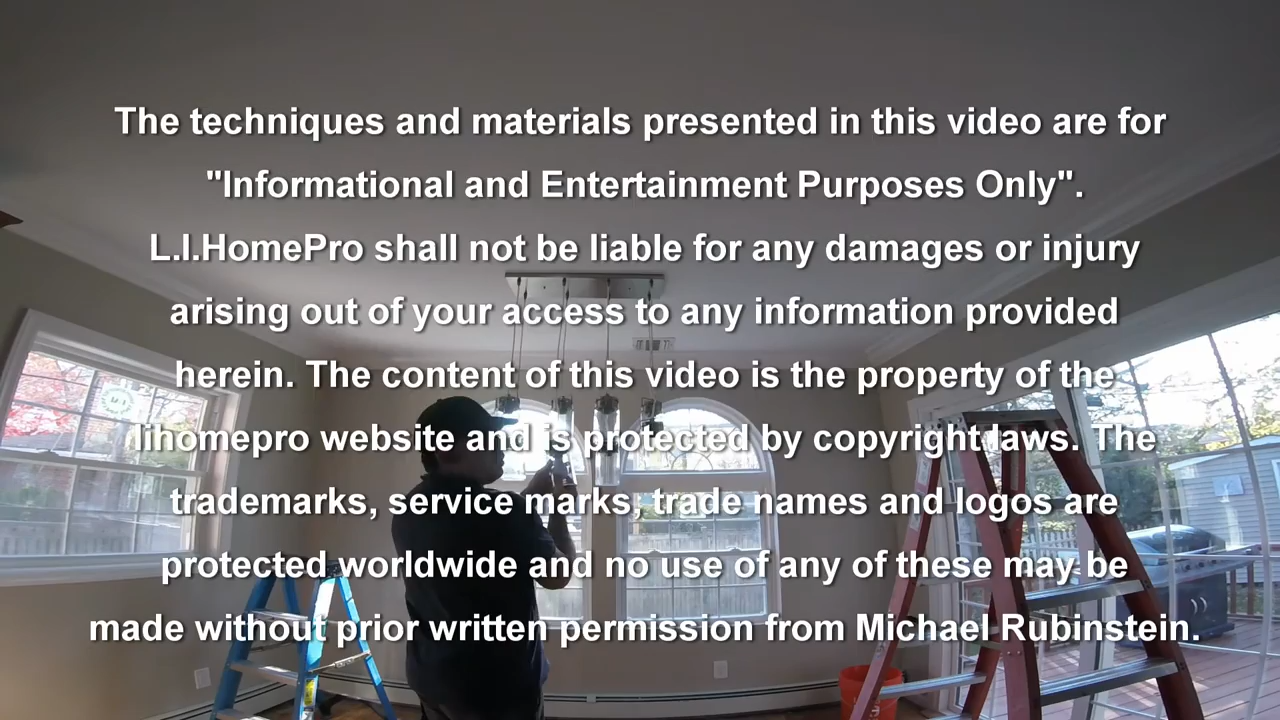 The techniques and materials presented in this video are for
"Informational and Entertainment Purposes Only".
L.I.HomePro shall not be liable for any damages or injury
arising out of your access to any information provided
herein. The content of this video is the property of the
lihomepro website and is protected by copyright laws. The
trademarks, service marks, trade names and logos are
protected worldwide and no use of any of these may be
made without prior written permission from Michael Rubinstein.